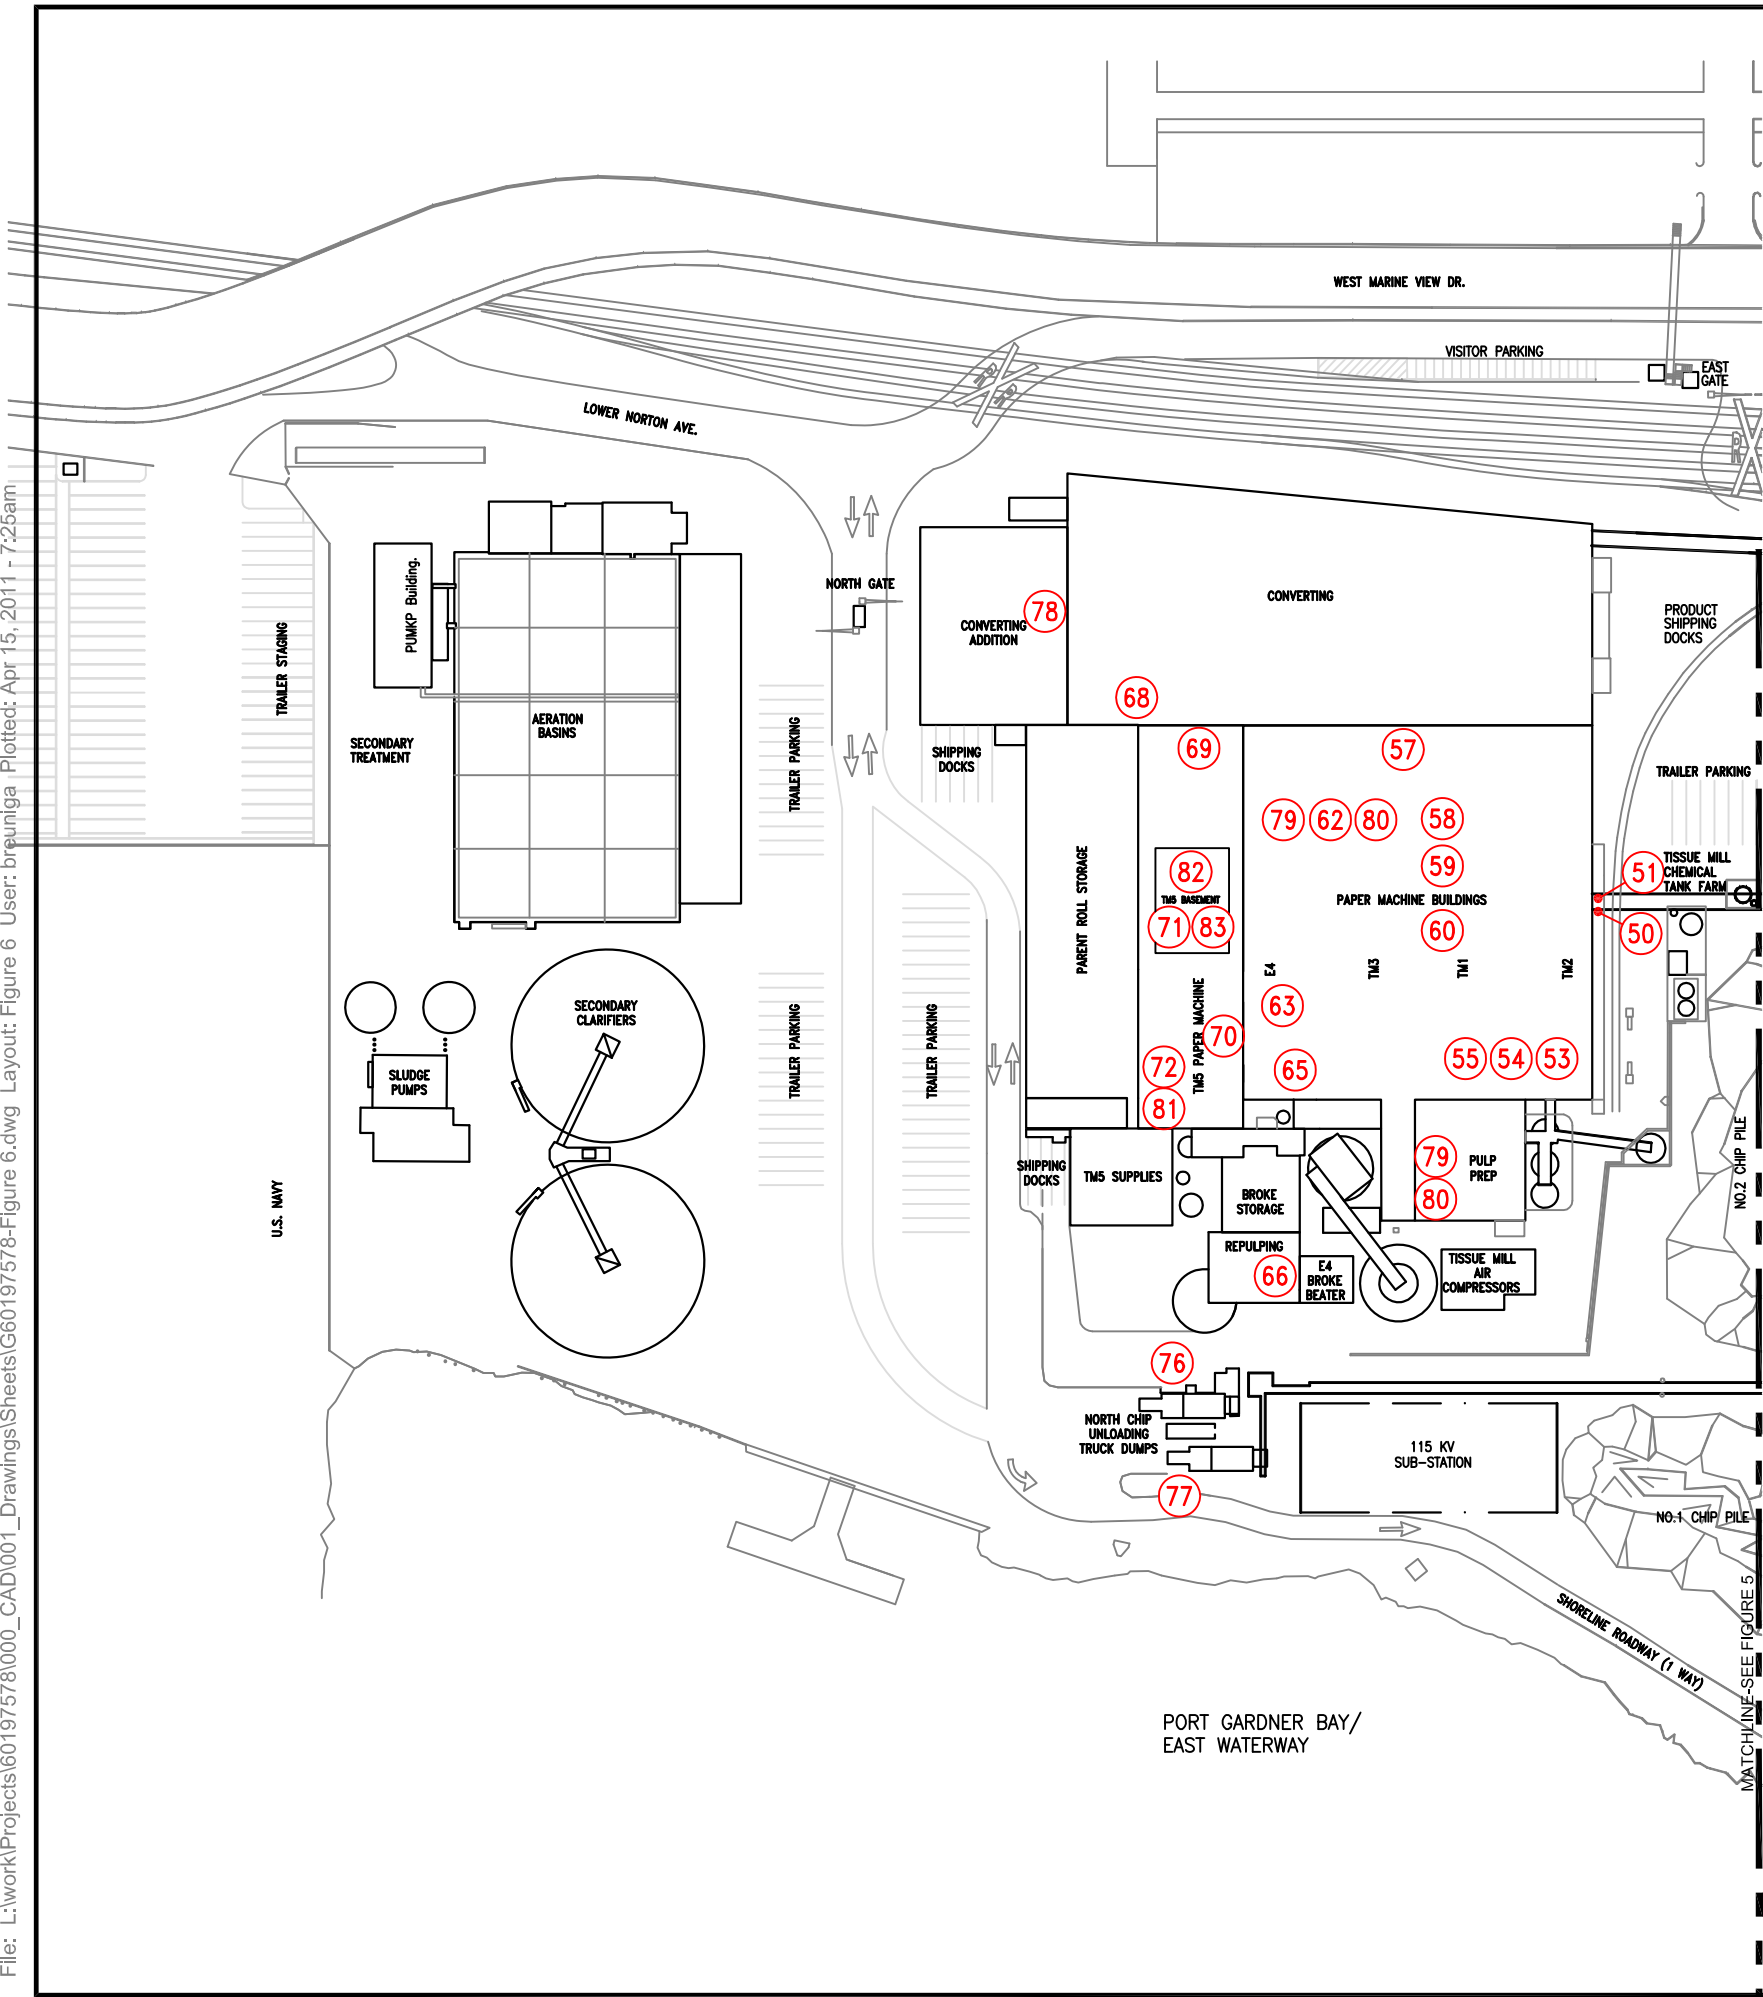 File: L:\work\Projects\60197578\000_CAD\001_Drawings\Sheets\G60197578-Figure 6.dwg Layout: Figure 6 User: breuniga Plotted: Apr 15, 2011 - 7:25am
WEST MARINE VIEW DR.
VISITOR PARKING
EAST
GATE
LOWER NORTON AVE.
NORTH GATE
PUMKP Building.
TRAILER STAGING
SECONDARY
TREATMENT
AERATION
BASINS
TRAILER PARKING
SHIPPING
DOCKS
CONVERTING
ADDITION
78
CONVERTING
68
PRODUCT
SHIPPING
DOCKS
TRAILER PARKING
69
57
79
62
80
58
59
60
82
TM5 BASEMENT
71
83
PARENT ROLL STORAGE
PAPER MACHINE BUILDINGS
51
50
TISSUE MILL
CHEMICAL
TANK FARM
E4
TM3
TM1
TM2
TM5 PAPER MACHINE
63
70
72
65
81
55
54
53
SECONDARY
CLARIFIERS
SLUDGE
PUMPS
TRAILER PARKING
TRAILER PARKING
U.S. NAVY
SHIPPING
DOCKS
TM5 SUPPLIES
BROKE
STORAGE
79
80
PULP
PREP
NO.2 CHIP PILE
REPULPING
66
E4
BROKE
BEATER
TISSUE MILL
AIR
COMPRESSORS
76
NORTH CHIP
UNLOADING
TRUCK DUMPS
77
115 KV
SUB-STATION
NO.1 CHIP PILE
SHORELINE ROADWAY (1 WAY)
MATCHLINE-SEE FIGURE 5
PORT GARDNER BAY/
EAST WATERWAY